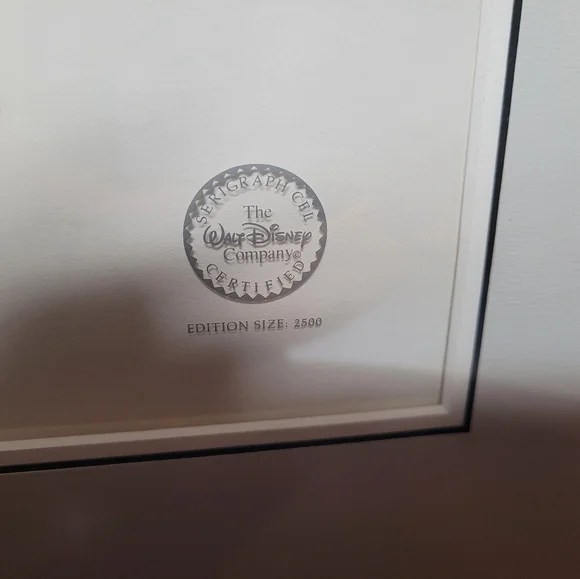 SERIGRAPH CEL
The
WALT DISNEY
Company©
CERTIFIED
EDITION SIZE: 2500